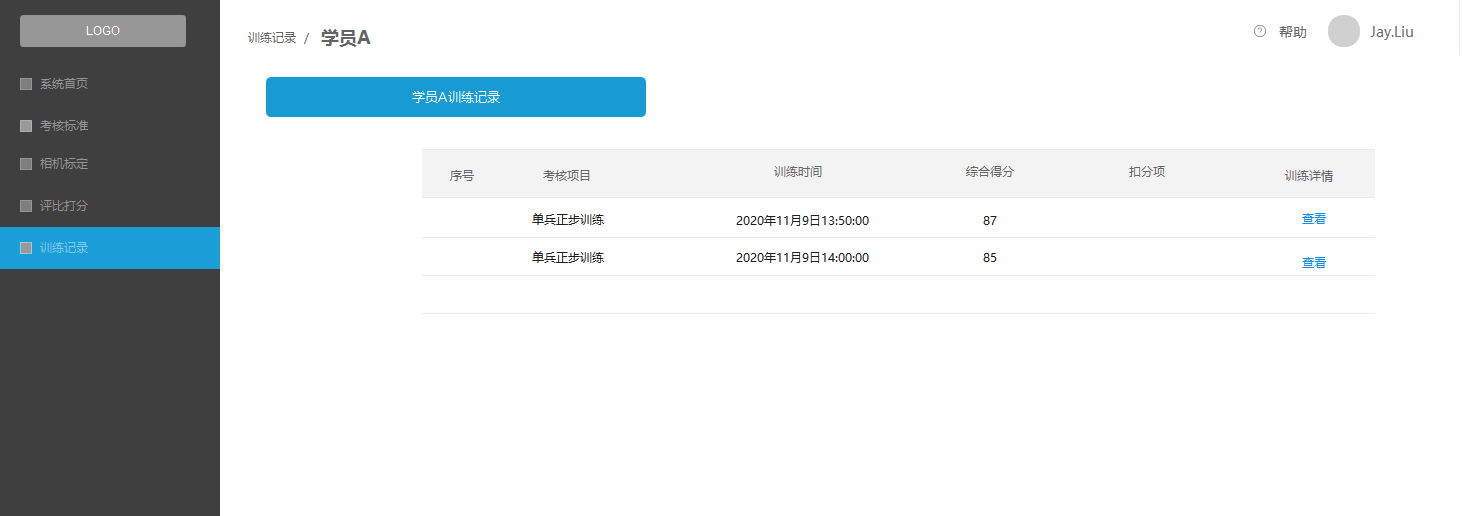 LOGO
训练记录 / 学员A
帮助
Jay.Liu
系统首页
考核标准
相机标定
评比打分
训练记录
学员A训练记录
序号 考核项目 训练时间 综合得分 扣分项 训练详情
单兵正步训练 2020年11月9日13:50:00 87 查看
单兵正步训练 2020年11月9日14:00:00 85 查看